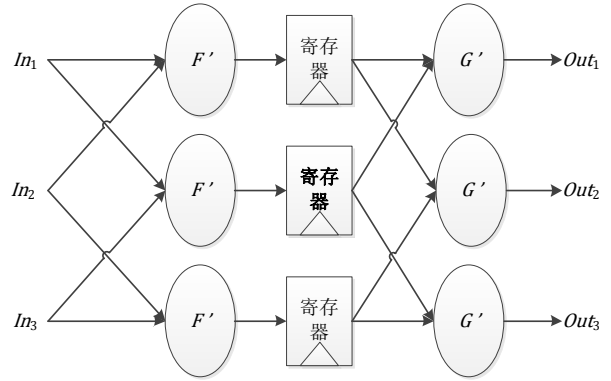 In₁ F' 寄存 G' Out₁
器
In₂ F' 寄存 G' Out₂
器
In₃ F' 寄存 G' Out₃
器